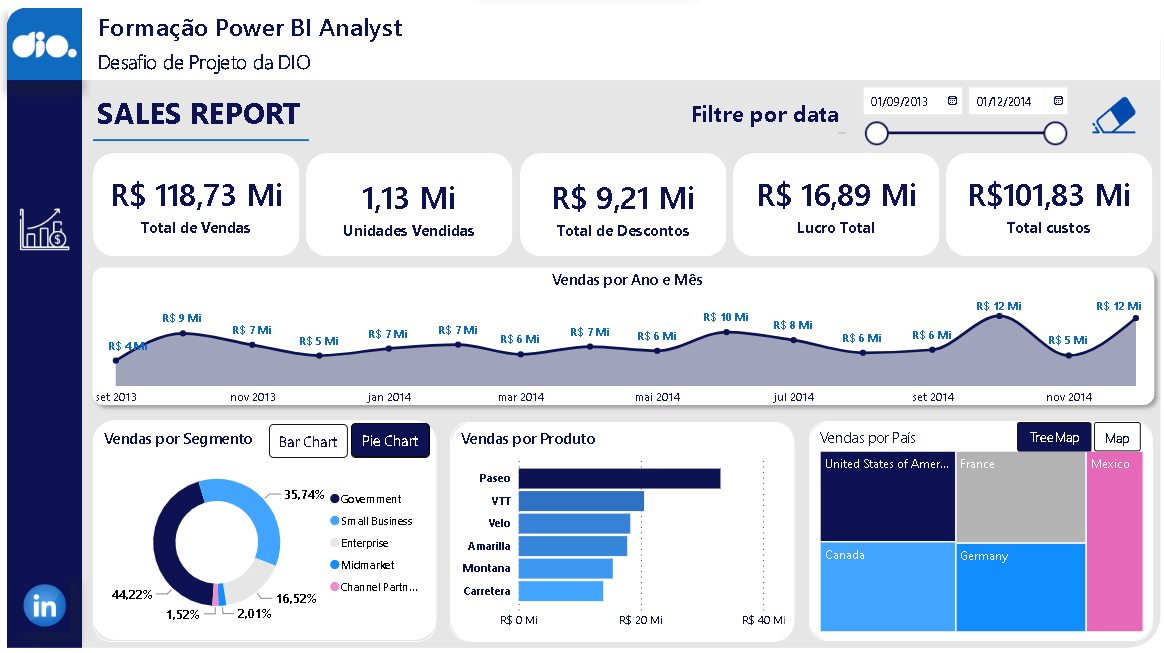 dio.
Formação Power BI Analyst
Desafio de Projeto da DIO
SALES REPORT
Filtre por data
01/09/2013
01/12/2014
R$ 118,73 Mi
Total de Vendas
1,13 Mi
Unidades Vendidas
R$ 9,21 Mi
Total de Descontos
R$ 16,89 Mi
Lucro Total
R$101,83 Mi
Total custos
Vendas por Ano e Mês
R$ 4 Mi
R$ 9 Mi
R$ 7 Mi
R$ 5 Mi
R$ 7 Mi
R$ 7 Mi
R$ 6 Mi
R$ 7 Mi
R$ 6 Mi
R$ 10 Mi
R$ 8 Mi
R$ 6 Mi
R$ 6 Mi
R$ 12 Mi
R$ 5 Mi
R$ 12 Mi
set 2013
nov 2013
jan 2014
mar 2014
mai 2014
jul 2014
set 2014
nov 2014
Vendas por Segmento
Bar Chart
Pie Chart
35,74%
44,22%
1,52%
2,01%
16,52%
Government
Small Business
Enterprise
Midmarket
Channel Partn...
Vendas por Produto
Paseo
VTT
Velo
Amarilla
Montana
Carretera
R$ 0 Mi
R$ 20 Mi
R$ 40 Mi
Vendas por País
TreeMap
Map
United States of Amer...
France
Mexico
Canada
Germany
in